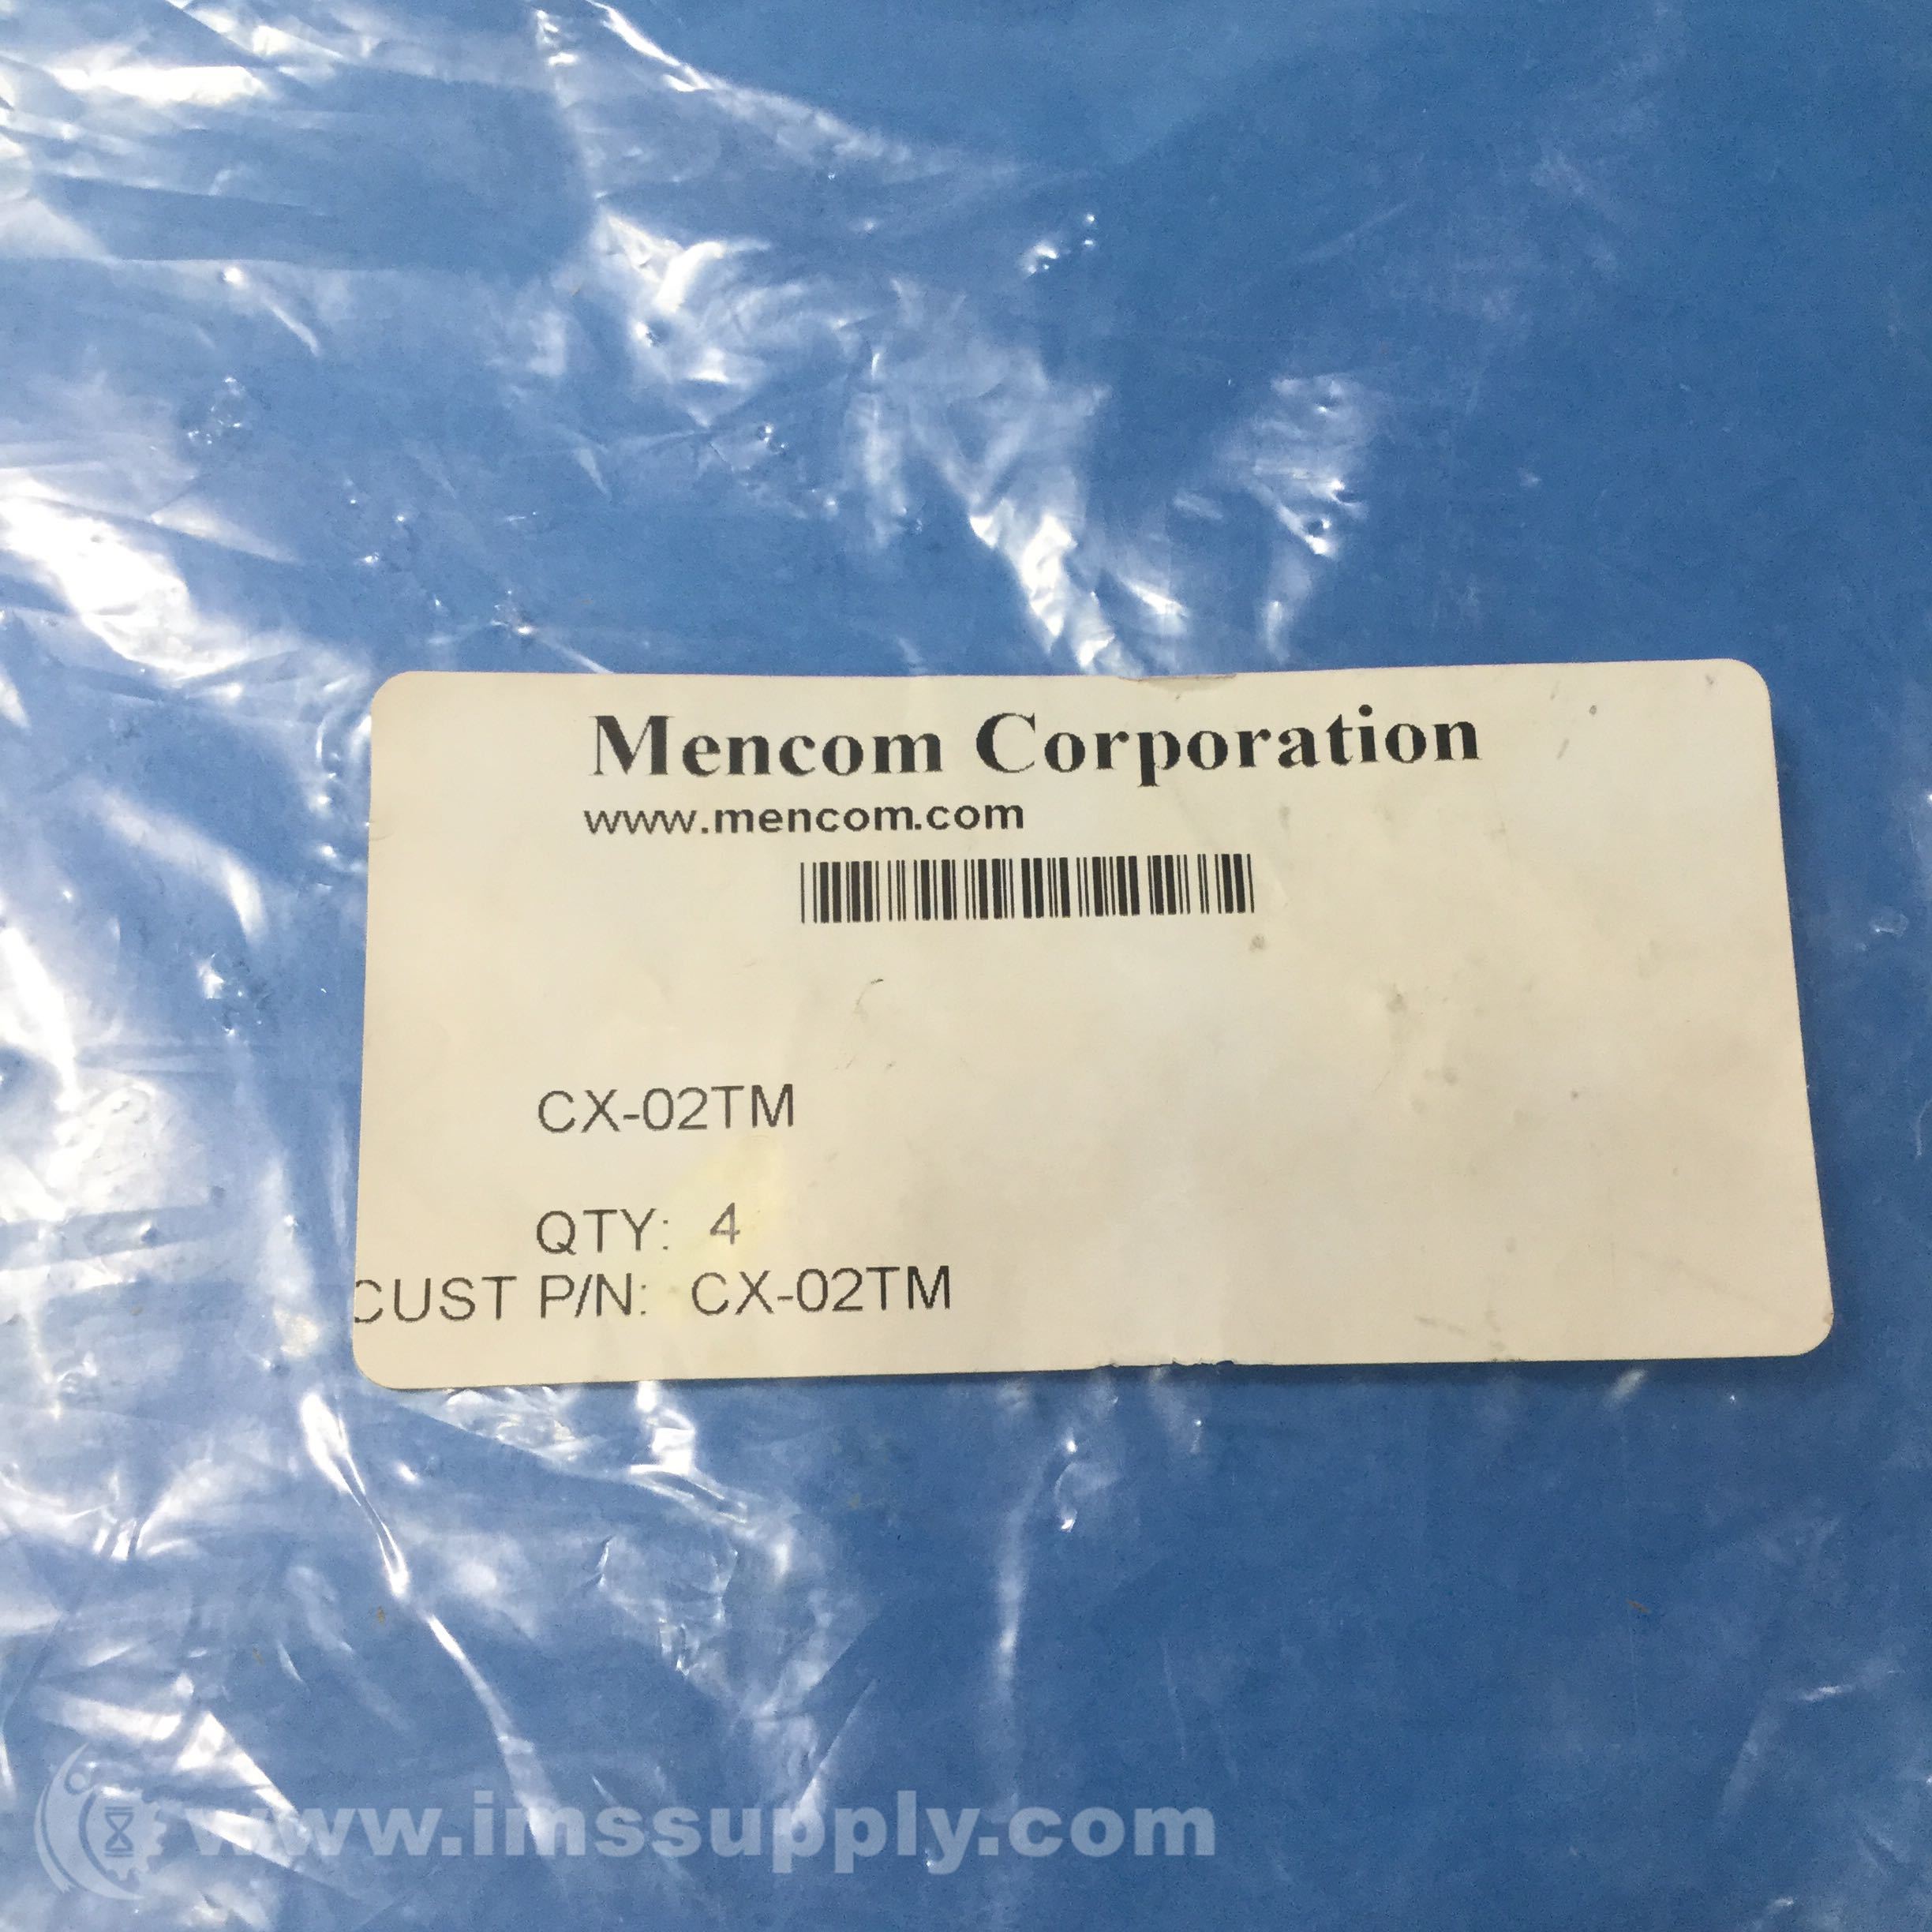 Mencom Corporation
www.mencom.com
CX-02TM
QTY: 4
CUST P/N: CX-02TM
www.imssupply.com